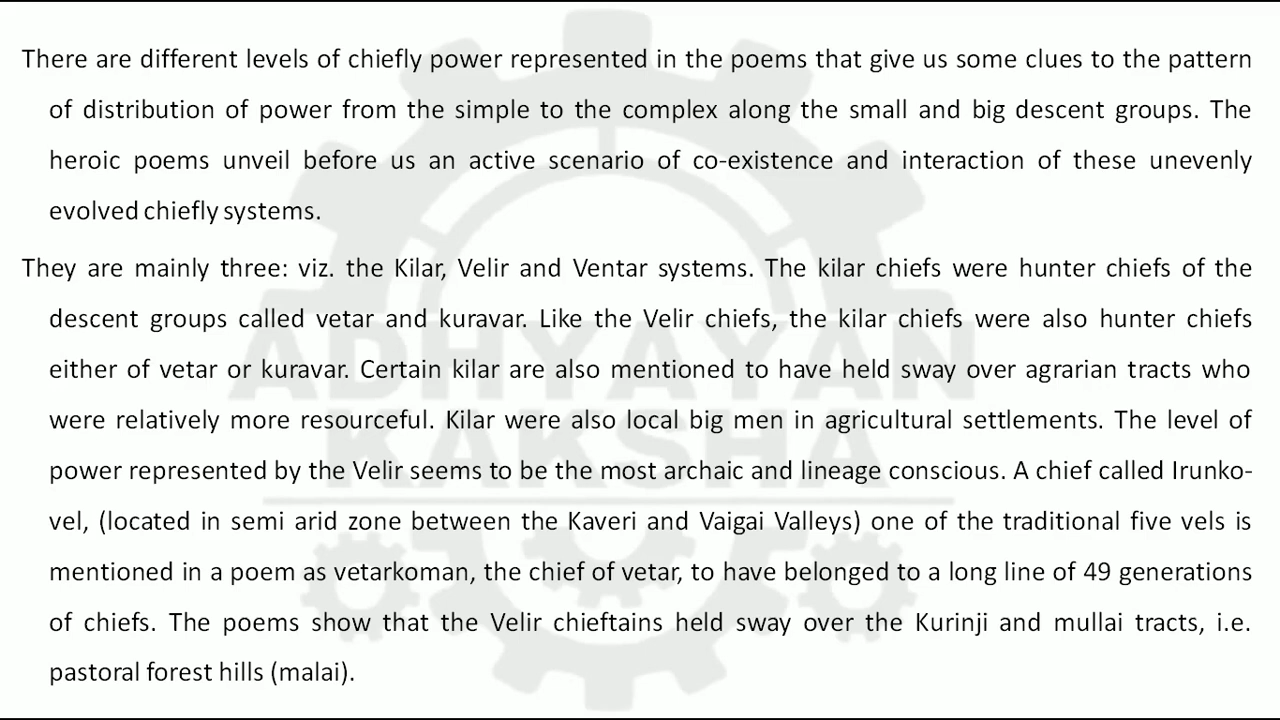 There are different levels of chiefly power represented in the poems that give us some clues to the pattern
of distribution of power from the simple to the complex along the small and big descent groups. The
heroic poems unveil before us an active scenario of co-existence and interaction of these unevenly
evolved chiefly systems.
They are mainly three: viz. the Kilar, Velir and Ventar systems. The kilar chiefs were hunter chiefs of the
descent groups called vetar and kuravar. Like the Velir chiefs, the kilar chiefs were also hunter chiefs
either of vetar or kuravar. Certain kilar are also mentioned to have held sway over agrarian tracts who
were relatively more resourceful. Kilar were also local big men in agricultural settlements. The level of
power represented by the Velir seems to be the most archaic and lineage conscious. A chief called Irunko-
vel, (located in semi arid zone between the Kaveri and Vaigai Valleys) one of the traditional five vels is
mentioned in a poem as vetarkoman, the chief of vetar, to have belonged to a long line of 49 generations
of chiefs. The poems show that the Velir chieftains held sway over the Kurinji and mullai tracts, i.e.
pastoral forest hills (malai).
ADHYAYAN
KAKSHA